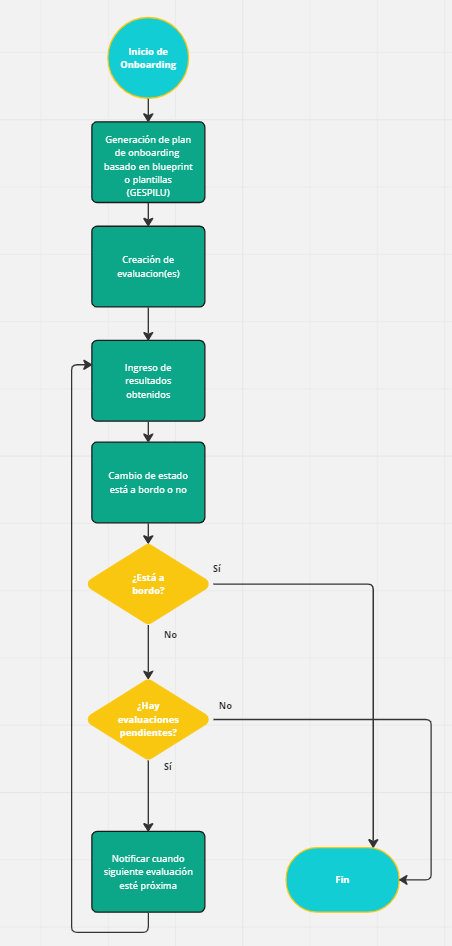 Inicio de
Onboarding
Generación de plan
de onboarding
basado en blueprint
o plantillas
(GESPILU)
Creación de
evaluacion(es)
Ingreso de
resultados
obtenidos
Cambio de estado
está a bordo o no
¿Está a
bordo?
Sí
No
¿Hay
evaluaciones
pendientes?
No
Sí
Notificar cuando
siguiente evaluación
esté próxima
Fin